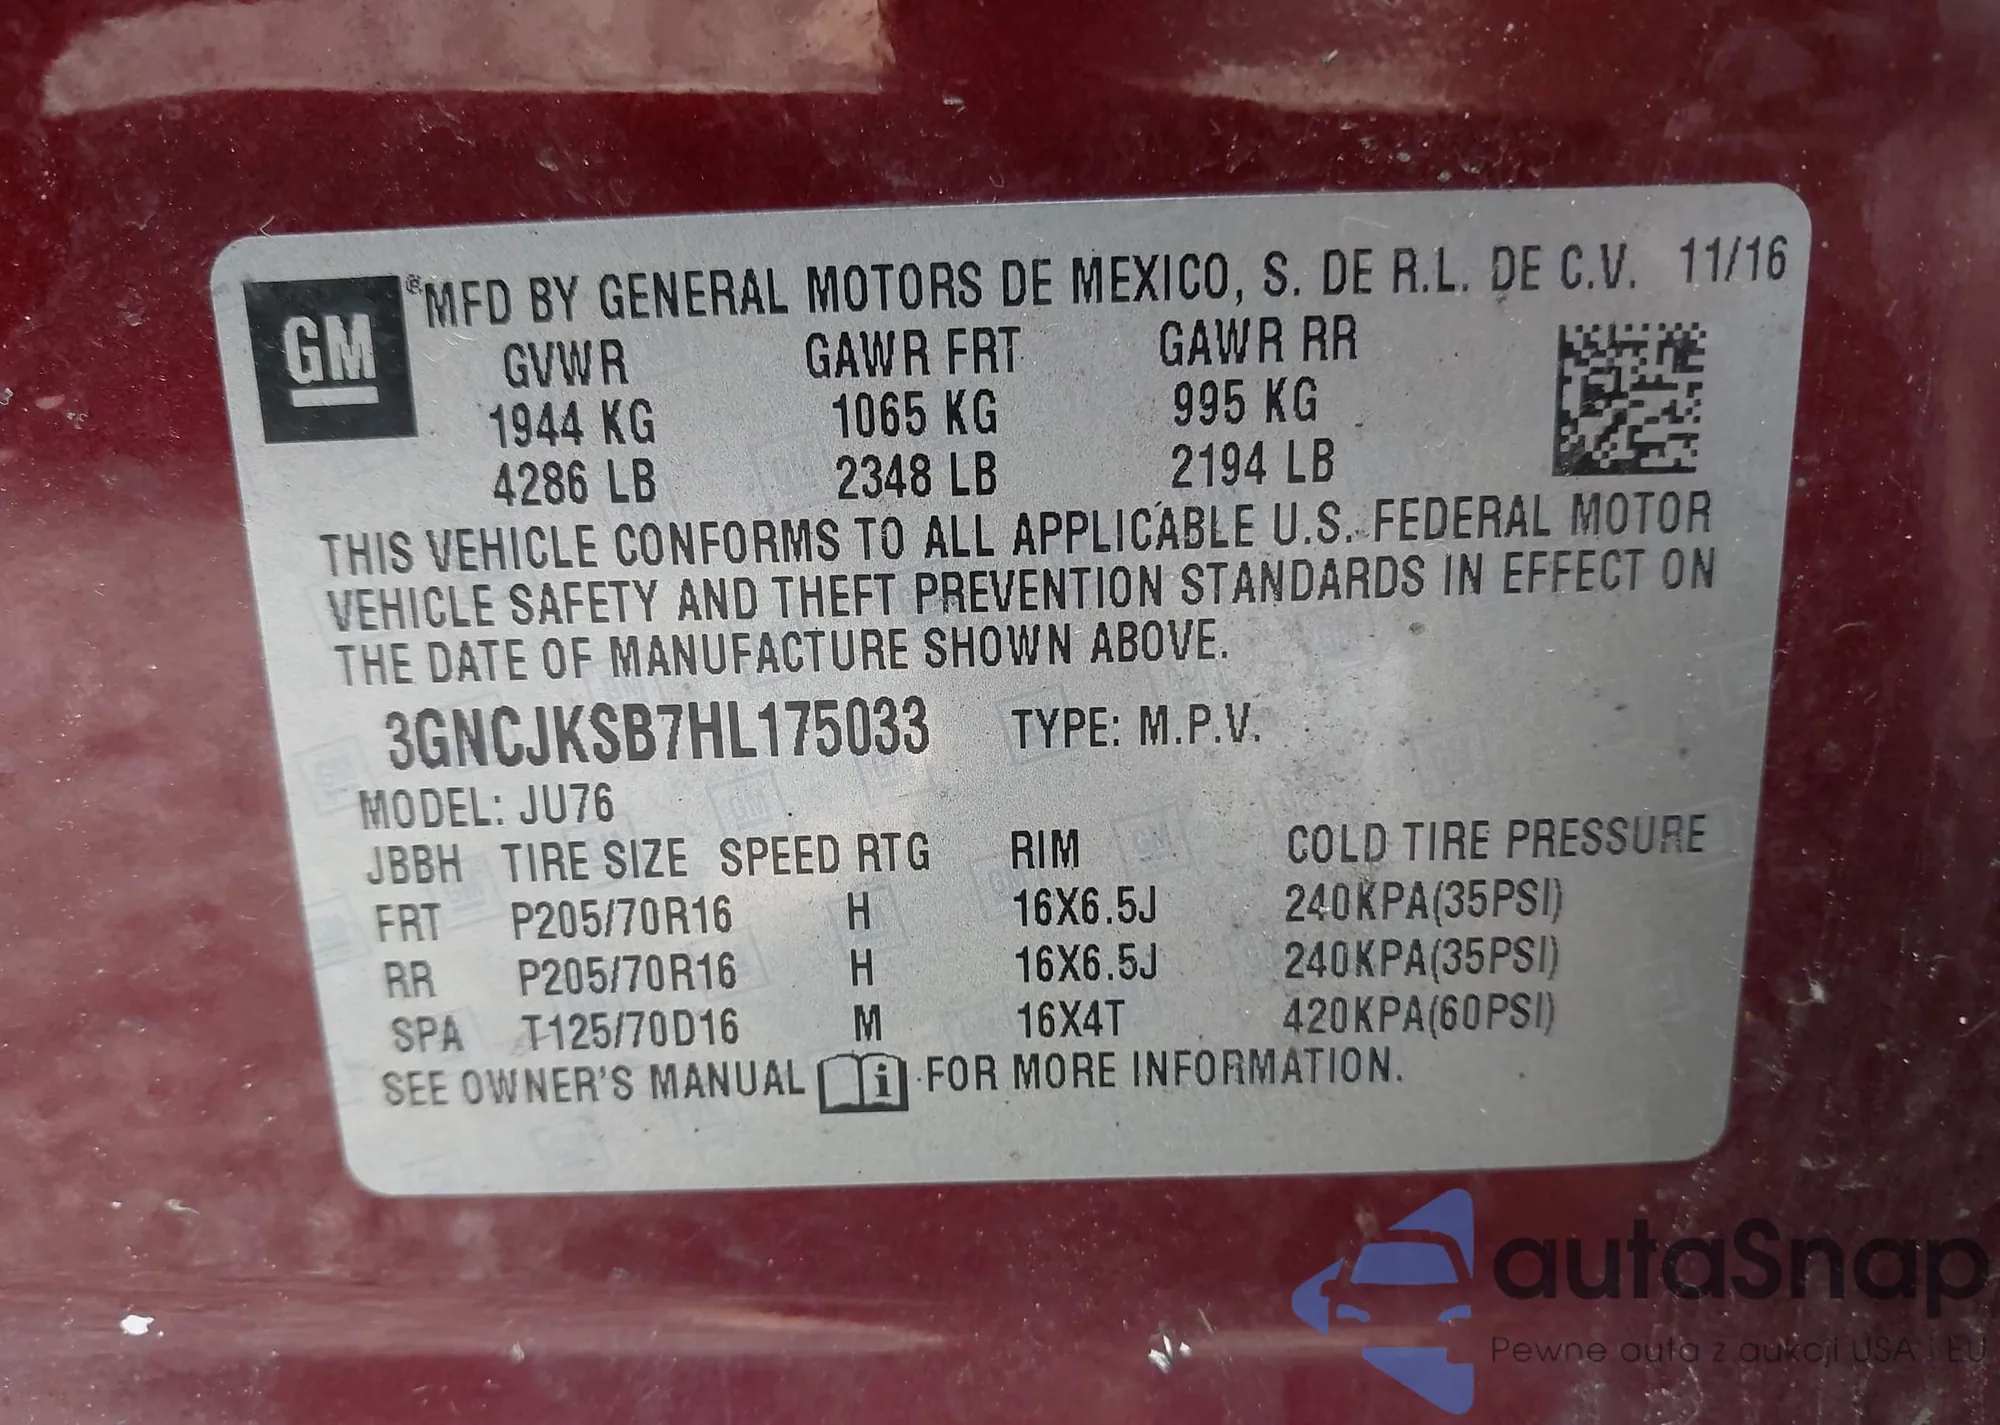 GM ® MFD BY GENERAL MOTORS DE MEXICO, S. DE R.L. DE C.V. 11/16
GVWR GAWR FRT GAWR RR
1944 KG 1065 KG 995 KG
4286 LB 2348 LB 2194 LB
THIS VEHICLE CONFORMS TO ALL APPLICABLE U.S. FEDERAL MOTOR
VEHICLE SAFETY AND THEFT PREVENTION STANDARDS IN EFFECT ON
THE DATE OF MANUFACTURE SHOWN ABOVE.
3GNCJKSB7HL175033 TYPE: M.P.V.
MODEL: JU76
JBBH TIRE SIZE SPEED RTG RIM COLD TIRE PRESSURE
FRT P205/70R16 H 16X6.5J 240KPA(35PSI)
RR P205/70R16 H 16X6.5J 240KPA(35PSI)
SPA T125/70D16 M 16X4T 420KPA(60PSI)
SEE OWNER'S MANUAL i FOR MORE INFORMATION.
autaSnap
Pewne auta z aukcji USA i EU